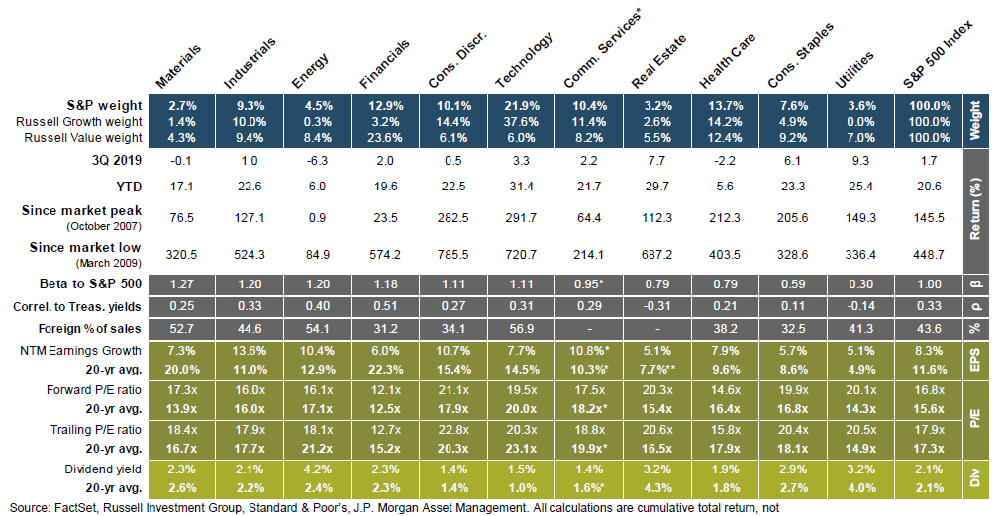 Materials Industrials Energy Financials Cons. Discr. Technology Comm. Services* Real Estate Health Care Cons. Staples Utilities S&P 500 Index
S&P weight 2.7% 9.3% 4.5% 12.9% 10.1% 21.9% 10.4% 3.2% 13.7% 7.6% 3.6% 100.0% Weight
Russell Growth weight 1.4% 10.0% 0.3% 3.2% 14.4% 37.6% 11.4% 2.6% 14.2% 4.9% 0.0% 100.0%
Russell Value weight 4.3% 9.4% 8.4% 23.6% 6.1% 6.0% 8.2% 5.5% 12.4% 9.2% 7.0% 100.0%
3Q 2019 -0.1 1.0 -6.3 2.0 0.5 3.3 2.2 7.7 -2.2 6.1 9.3 1.7 Return (%)
YTD 17.1 22.6 6.0 19.6 22.5 31.4 21.7 29.7 5.6 23.3 25.4 20.6
Since market peak
(October 2007) 76.5 127.1 0.9 23.5 282.5 291.7 64.4 112.3 212.3 205.6 149.3 145.5
Since market low
(March 2009) 320.5 524.3 84.9 574.2 785.5 720.7 214.1 687.2 403.5 328.6 336.4 448.7
Beta to S&P 500 1.27 1.20 1.20 1.18 1.11 1.11 0.95* 0.79 0.79 0.59 0.30 1.00 β
Correl. to Treas. yields 0.25 0.33 0.40 0.51 0.27 0.31 0.29 -0.31 0.21 0.11 -0.14 0.33 ρ
Foreign % of sales 52.7 44.6 54.1 31.2 34.1 56.9 - - 38.2 32.5 41.3 43.6 %
NTM Earnings Growth 7.3% 13.6% 10.4% 6.0% 10.7% 7.7% 10.8%* 5.1% 7.9% 5.7% 5.1% 8.3% EPS
20-yr avg. 20.0% 11.0% 12.9% 22.3% 15.4% 14.5% 10.3%* 7.7%** 9.6% 8.6% 4.9% 11.6%
Forward P/E ratio 17.3x 16.0x 16.1x 12.1x 21.1x 19.5x 17.5x 20.3x 14.6x 19.9x 20.1x 16.8x P/E
20-yr avg. 13.9x 16.0x 17.1x 12.5x 17.9x 20.0x 18.2x* 15.4x 16.4x 16.8x 14.3x 15.6x
Trailing P/E ratio 18.4x 17.9x 18.1x 12.7x 22.8x 20.3x 18.8x 20.6x 15.8x 20.4x 20.5x 17.9x
20-yr avg. 16.7x 17.7x 21.2x 15.2x 20.3x 23.1x 19.9x* 16.5x 17.9x 18.1x 14.9x 17.3x
Dividend yield 2.3% 2.1% 4.2% 2.3% 1.4% 1.5% 1.4% 3.2% 1.9% 2.9% 3.2% 2.1% Div
20-yr avg. 2.6% 2.2% 2.4% 2.3% 1.4% 1.0% 1.6%* 4.3% 1.8% 2.7% 4.0% 2.1%
Source: FactSet, Russell Investment Group, Standard & Poor's, J.P. Morgan Asset Management. All calculations are cumulative total return, not